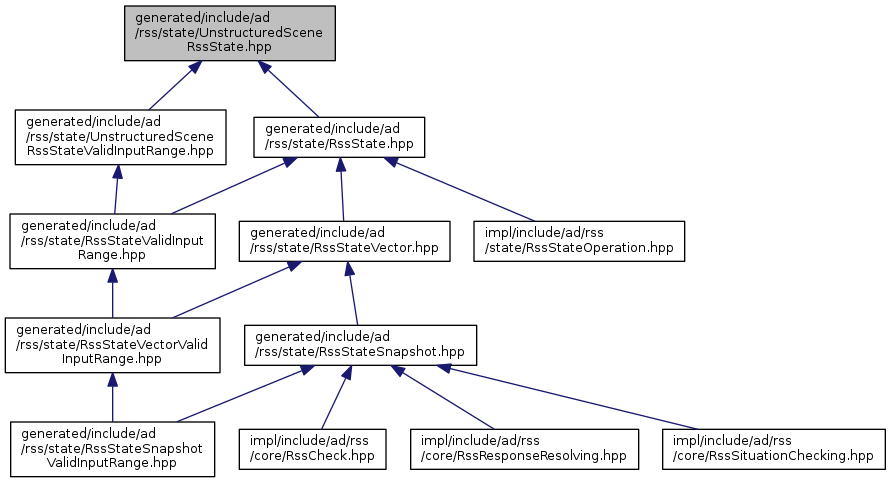 generated/include/ad
/rss/state/UnstructuredScene
RssState.hpp
generated/include/ad
/rss/state/UnstructuredScene
RssStateValidInputRange.hpp
generated/include/ad
/rss/state/RssState.hpp
generated/include/ad
/rss/state/RssStateValidInput
Range.hpp
generated/include/ad
/rss/state/RssStateVector.hpp
impl/include/ad/rss
/state/RssStateOperation.hpp
generated/include/ad
/rss/state/RssStateVectorValid
InputRange.hpp
generated/include/ad
/rss/state/RssStateSnapshot.hpp
generated/include/ad
/rss/state/RssStateSnapshot
ValidInputRange.hpp
impl/include/ad/rss
/core/RssCheck.hpp
impl/include/ad/rss
/core/RssResponseResolving.hpp
impl/include/ad/rss
/core/RssSituationChecking.hpp